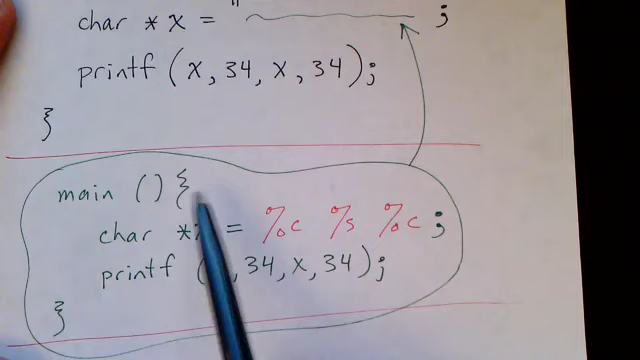 char * x = " ;
printf (x, 34, x, 34);
}
main () {
char * = %c %s %c ;
printf ( , 34, x, 34);
}